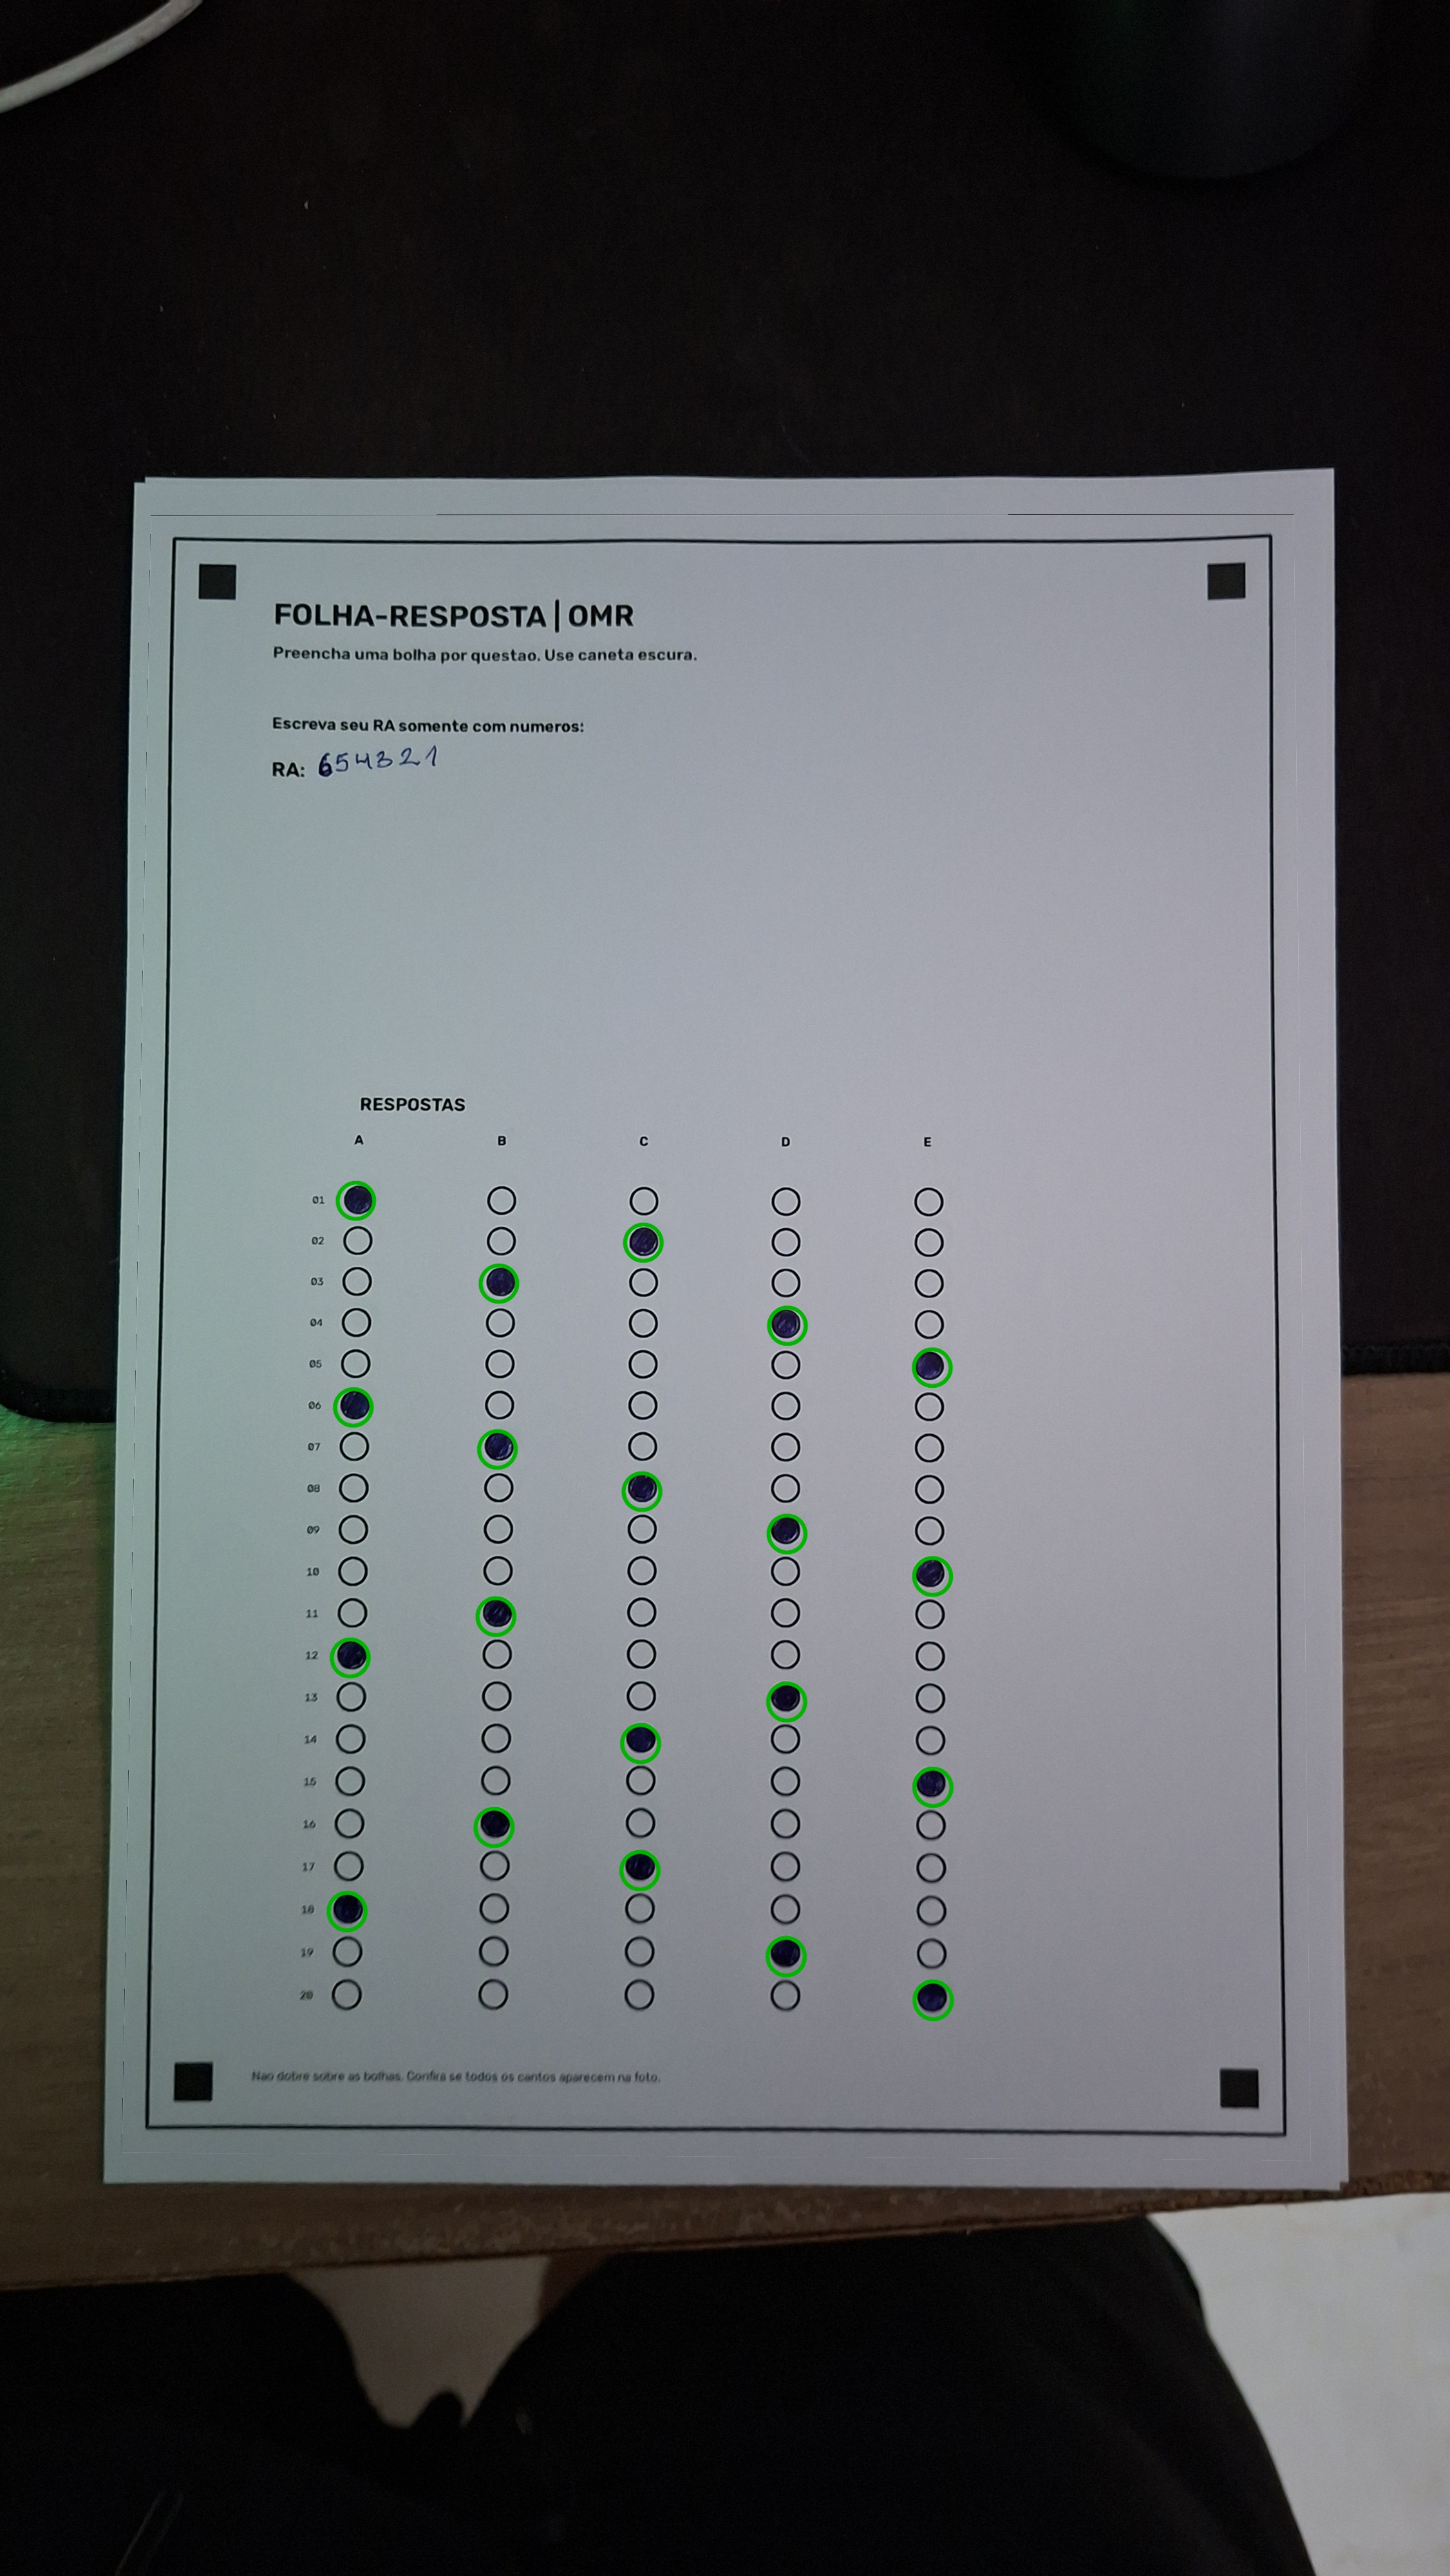 FOLHA-RESPOSTA | OMR
Preencha uma bolha por questao. Use caneta escura.
Escreva seu RA somente com numeros:
RA: 654321
RESPOSTAS
A B C D E
01
02
03
04
05
06
07
08
09
10
11
12
13
14
15
16
17
18
19
20
Nao dobre sobre as bolhas. Confira se todos os cantos aparecem na foto.